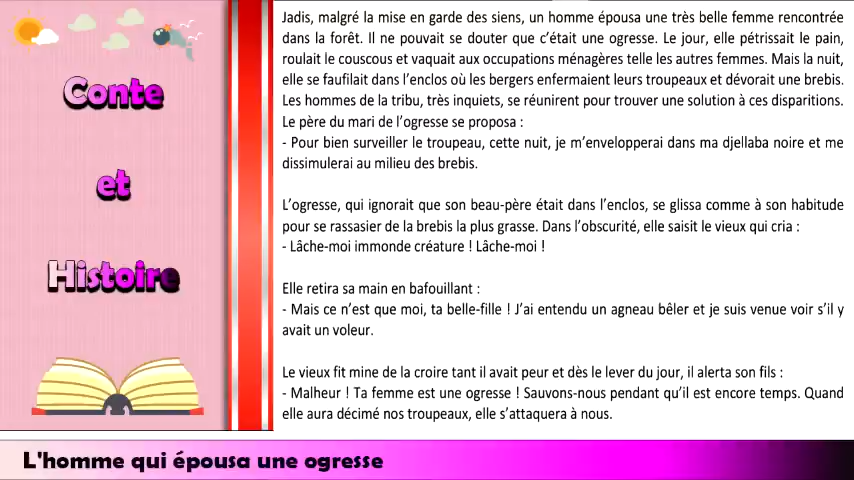 Conte
et
Histoire
Jadis, malgré la mise en garde des siens, un homme épousa une très belle femme rencontrée
dans la forêt. Il ne pouvait se douter que c’était une ogresse. Le jour, elle pétrissait le pain,
roulait le couscous et vaquait aux occupations ménagères telle les autres femmes. Mais la nuit,
elle se faufilait dans l’enclos où les bergers enfermaient leurs troupeaux et dévorait une brebis.
Les hommes de la tribu, très inquiets, se réunirent pour trouver une solution à ces disparitions.
Le père du mari de l’ogresse se proposa :
- Pour bien surveiller le troupeau, cette nuit, je m’envelopperai dans ma djellaba noire et me
dissimulerai au milieu des brebis.
L’ogresse, qui ignorait que son beau-père était dans l’enclos, se glissa comme à son habitude
pour se rassasier de la brebis la plus grasse. Dans l’obscurité, elle saisit le vieux qui cria :
- Lâche-moi immonde créature ! Lâche-moi !
Elle retira sa main en bafouillant :
- Mais ce n’est que moi, ta belle-fille ! J’ai entendu un agneau bêler et je suis venue voir s’il y
avait un voleur.
Le vieux fit mine de la croire tant il avait peur et dès le lever du jour, il alerta son fils :
- Malheur ! Ta femme est une ogresse ! Sauvons-nous pendant qu’il est encore temps. Quand
elle aura décimé nos troupeaux, elle s’attaquera à nous.
L'homme qui épousa une ogresse